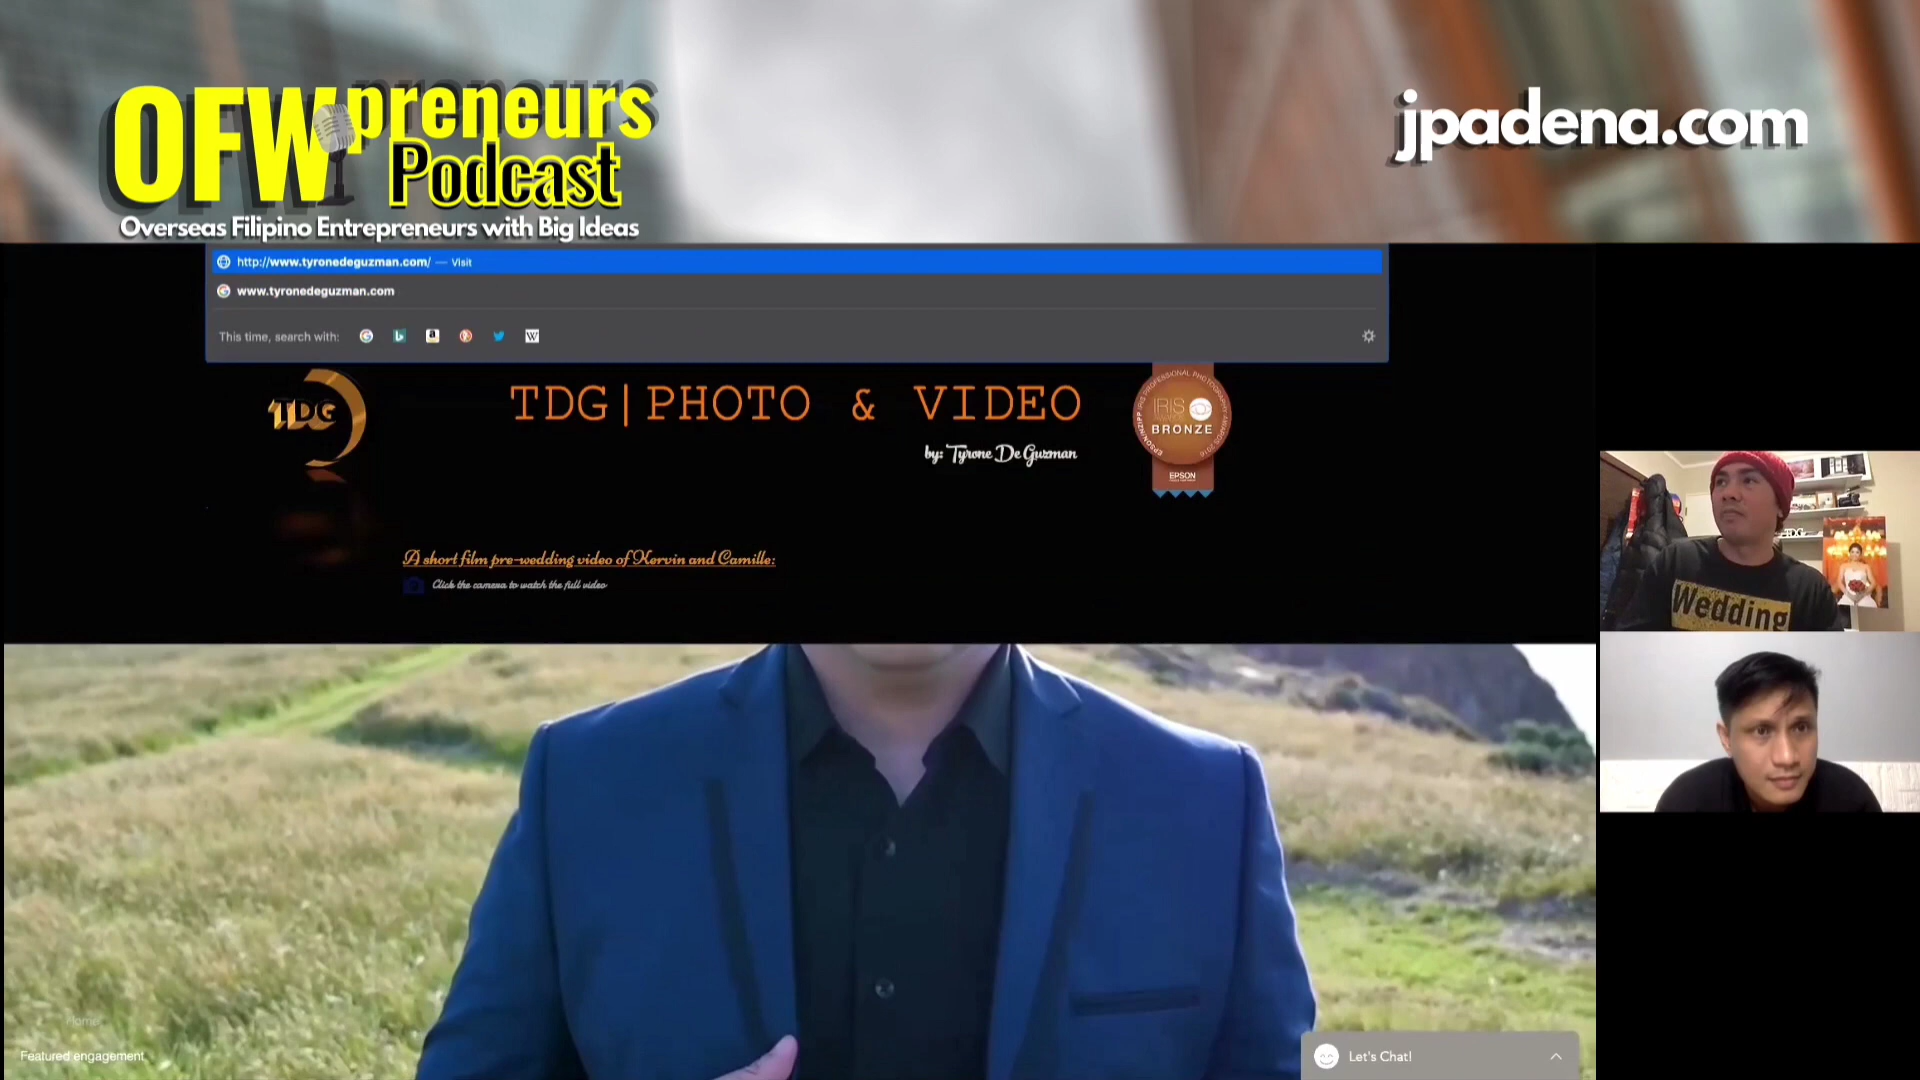 OFWpreneurs
Podcast
Overseas Filipino Entrepreneurs with Big Ideas
jpadena.com
http://www.tyronedeguzman.com/ — Visit
www.tyronedeguzman.com
This time, search with:
TDG
TDG|PHOTO & VIDEO
by: Tyrone De Guzman
IRIS
BRONZE
EPSON
A short film pre-wedding video of Kervin and Camille:
Click the camera to watch the full video
TDG
Wedding
Home
Featured engagement
Let's Chat!